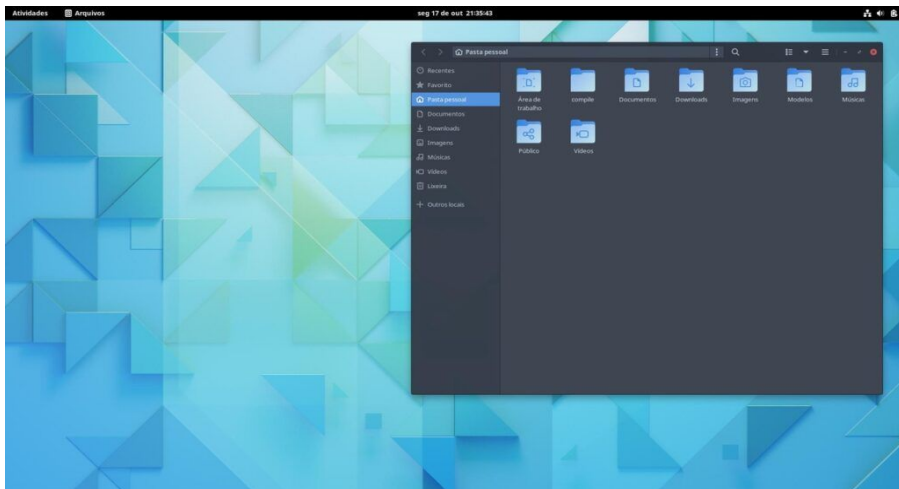 Atividades
Arquivos
seg 17 de out 21:35:43
Pasta pessoal
Recentes
Favorito
Pasta pessoal
Documentos
Downloads
Imagens
Músicas
Vídeos
Lixeira
Outros locais
Área de
trabalho
compile
Documentos
Downloads
Imagens
Modelos
Músicas
Público
Vídeos